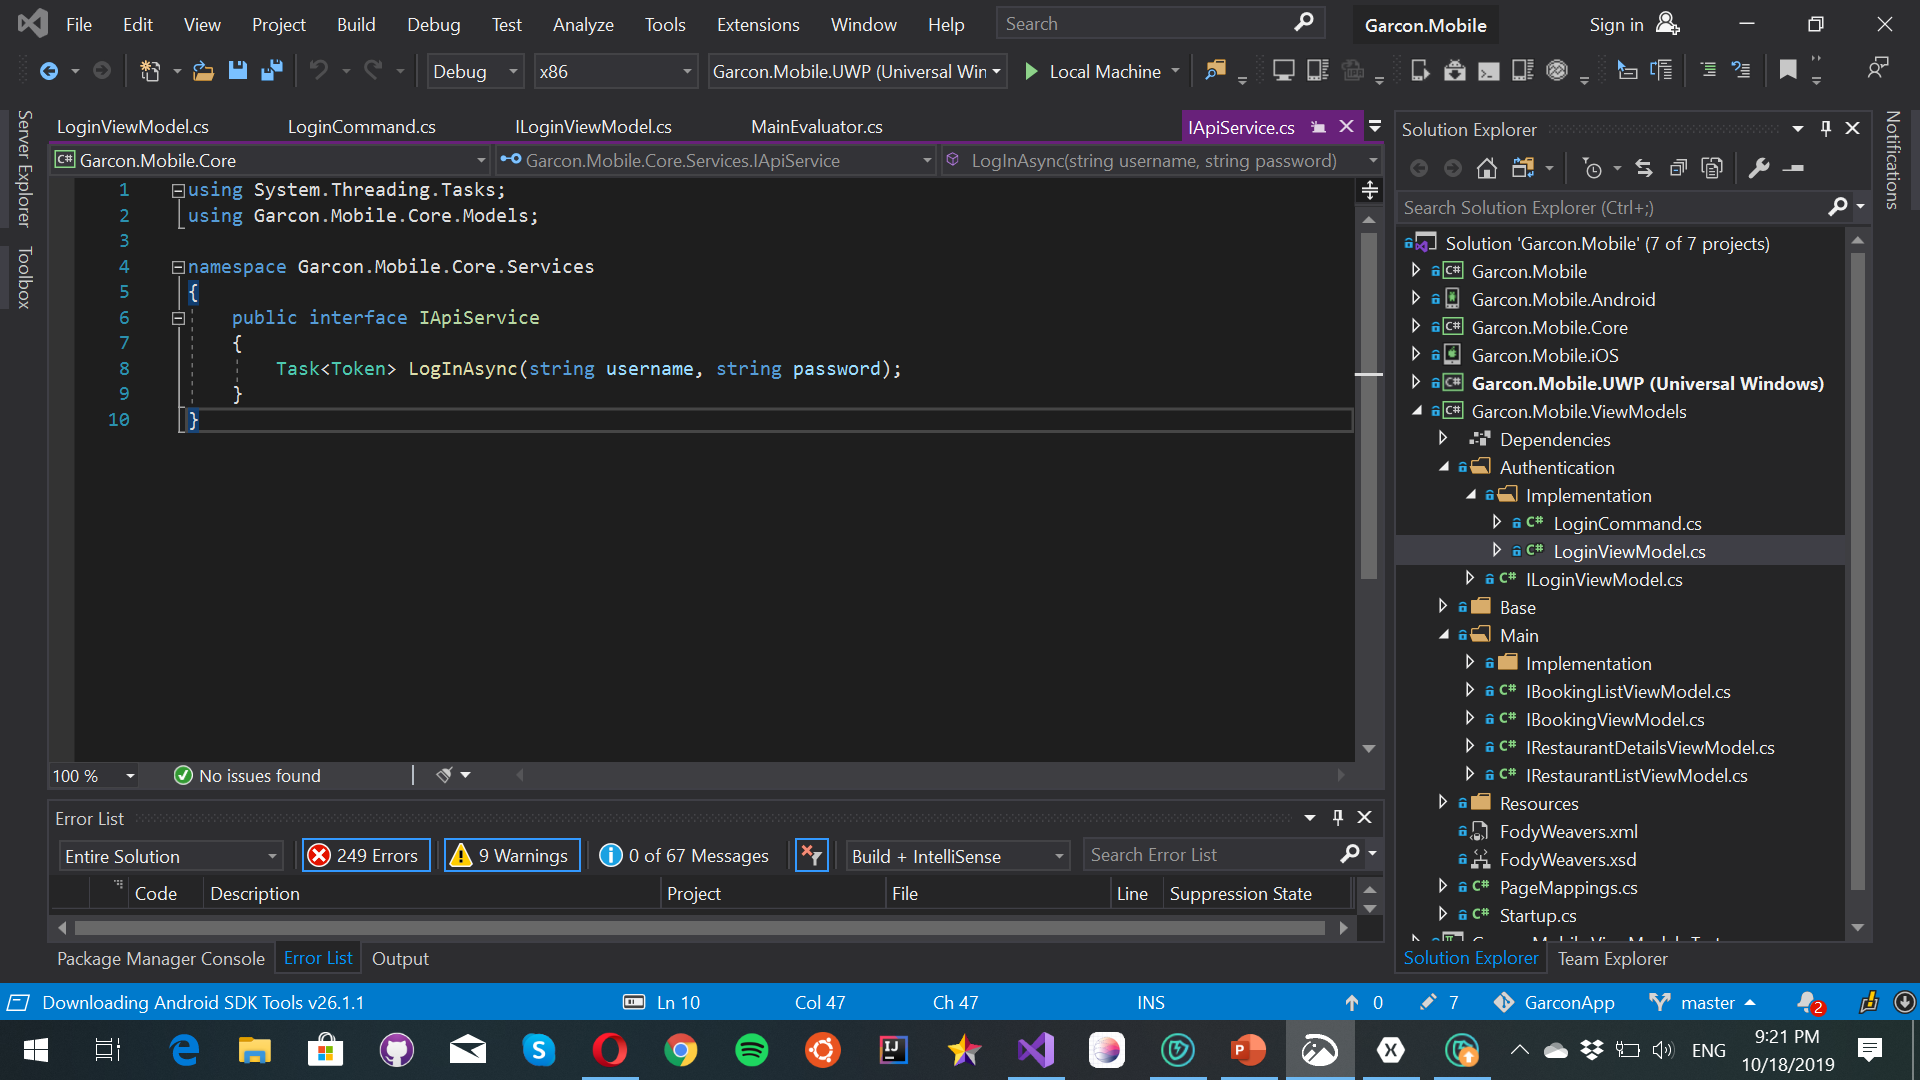 File Edit View Project Build Debug Test Analyze Tools Extensions Window Help Search Garcon.Mobile Sign in
Debug x86 Garcon.Mobile.UWP (Universal Win Local Machine
Server Explorer
Toolbox
LoginViewModel.cs LoginCommand.cs ILoginViewModel.cs MainEvaluator.cs IApiService.cs
C# Garcon.Mobile.Core Garcon.Mobile.Core.Services.IApiService LogInAsync(string username, string password)
1 using System.Threading.Tasks;
2 using Garcon.Mobile.Core.Models;
3
4 namespace Garcon.Mobile.Core.Services
5 {
6 public interface IApiService
7 {
8 Task<Token> LogInAsync(string username, string password);
9 }
10 }
100 % No issues found
Error List
Entire Solution 249 Errors 9 Warnings 0 of 67 Messages Build + IntelliSense Search Error List
Code Description Project File Line Suppression State
Package Manager Console Error List Output
Solution Explorer
Search Solution Explorer (Ctrl+;)
Solution 'Garcon.Mobile' (7 of 7 projects)
C# Garcon.Mobile
Garcon.Mobile.Android
C# Garcon.Mobile.Core
Garcon.Mobile.iOS
C# Garcon.Mobile.UWP (Universal Windows)
C# Garcon.Mobile.ViewModels
Dependencies
Authentication
Implementation
C# LoginCommand.cs
C# LoginViewModel.cs
C# ILoginViewModel.cs
Base
Main
Implementation
C# IBookingListViewModel.cs
C# IBookingViewModel.cs
C# IRestaurantDetailsViewModel.cs
C# IRestaurantListViewModel.cs
Resources
FodyWeavers.xml
FodyWeavers.xsd
C# PageMappings.cs
C# Startup.cs
Solution Explorer Team Explorer
Notifications
Downloading Android SDK Tools v26.1.1 Ln 10 Col 47 Ch 47 INS 0 7 GarconApp master 2
ENG 9:21 PM
10/18/2019